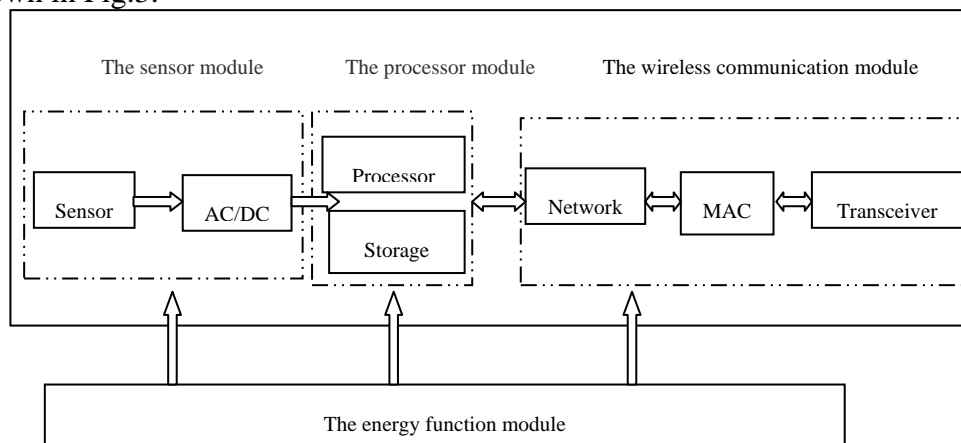 The sensor module
The processor module
The wireless communication module
Processor
Sensor
AC/DC
Network
MAC
Transceiver
Storage
The energy function module